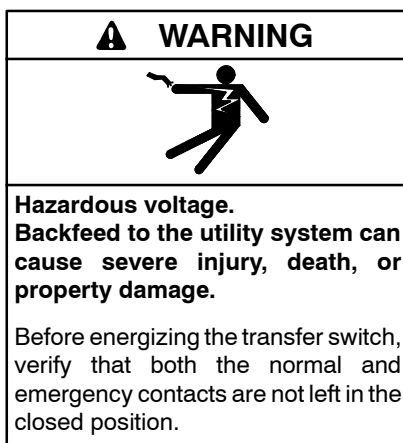 WARNING
Hazardous voltage.
Backfeed to the utility system can
cause severe injury, death, or
property damage.
Before energizing the transfer switch,
verify that both the normal and
emergency contacts are not left in the
closed position.